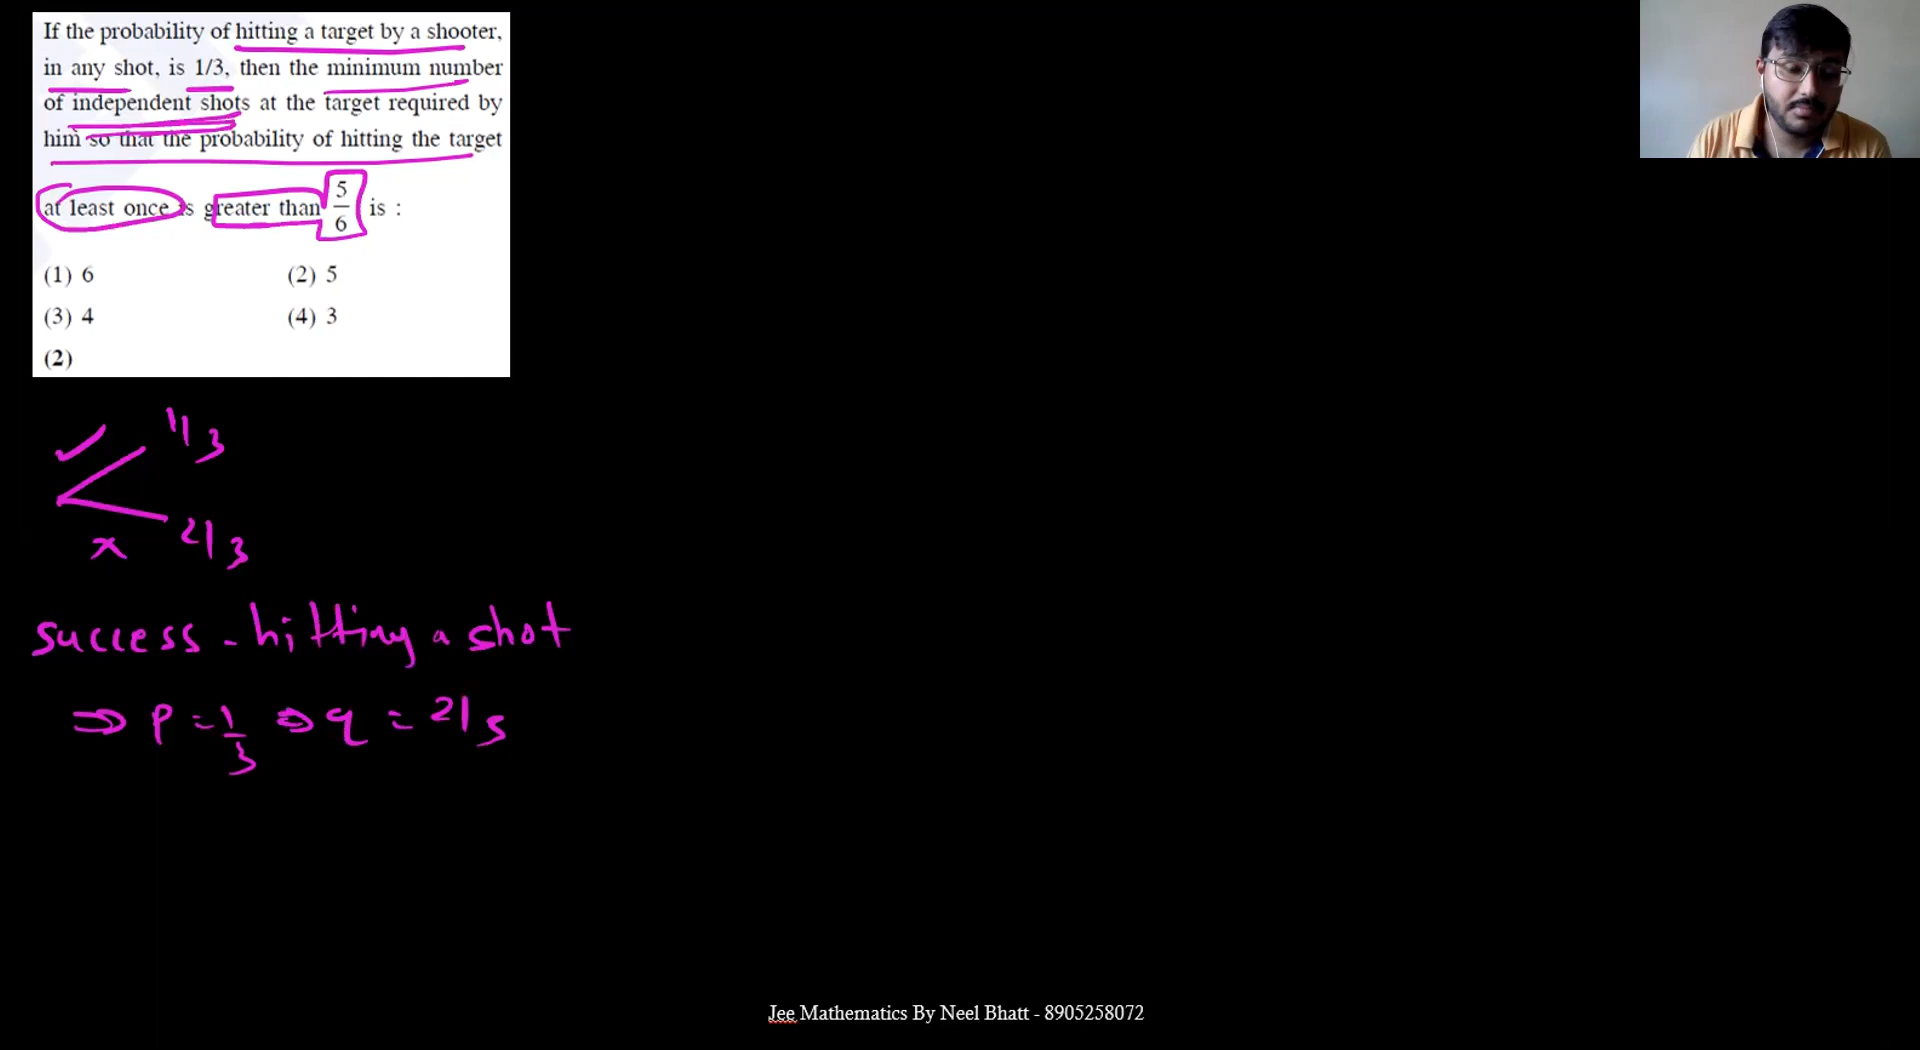 If the probability of hitting a target by a shooter,
in any shot, is 1/3, then the minimum number
of independent shots at the target required by
him so that the probability of hitting the target
at least once is greater than 5/6 is :
(1) 6 (2) 5
(3) 4 (4) 3
(2)
✓ 1/3
x 2/3
success - hitting a shot
⇒ p = 1/3 ⇒ q = 2/3
Jee Mathematics By Neel Bhatt - 8905258072